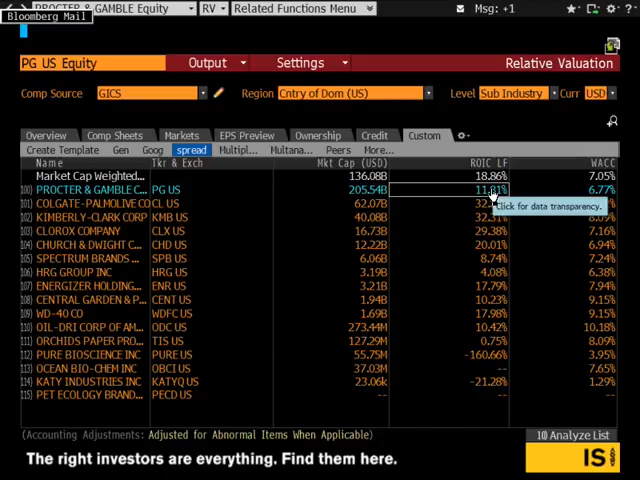 PROCTER & GAMBLE Equity RV Related Functions Menu Msg: +1
Bloomberg Mail
PG US Equity Output Settings Relative Valuation
Comp Source GICS Region Cntry of Dom (US) Level Sub Industry Curr USD
Overview Comp Sheets Markets EPS Preview Ownership Credit Custom
Create Template Gen Goog spread Multipl... Multana... Peers More...
Name Tkr & Exch Mkt Cap (USD) ROIC LF WACC
Market Cap Weighted... 136.08B 18.86% 7.05%
100) PROCTER & GAMBLE C... PG US 205.54B 11.81% 6.77%
101) COLGATE-PALMOLIVE CO CL US 62.07B
Click for data transparency.
102) KIMBERLY-CLARK CORP KMB US 40.08B 32.31% 8.09%
103) CLOROX COMPANY CLX US 16.73B 29.38% 6.22%
104) CHURCH & DWIGHT CHD US 12.22B 20.01% 6.94%
105) SPECTRUM BRANDS ... SPB US 6.06B 8.74% 7.24%
106) HRG GROUP INC HRG US 3.19B 4.08% 6.38%
107) ENERGIZER HOLDING... ENR US 3.21B 17.79% 7.94%
108) CENTRAL GARDEN & P... CENT US 1.94B 10.23% 9.15%
109) WD-40 CO WDFC US 1.69B 17.98% 9.15%
110) OIL-DRI CORP OF AM... ODC US 273.44M 10.42% 10.18%
111) ORCHIDS PAPER PRO... TIS US 127.29M 0.75% 8.09%
112) PURE BIOSCIENCE INC PURE US 55.75M -160.66% 3.95%
113) OCEAN BIO-CHEM INC OBCI US 37.03M -- 7.65%
114) KATY INDUSTRIES INC KATYQ US 23.06k -21.28% 1.29%
115) PET ECOLOGY BRAND... PECD US -- -- --
(Accounting Adjustments: Adjusted for Abnormal Items When Applicable) 10) Analyze List
The right investors are everything. Find them here. IS